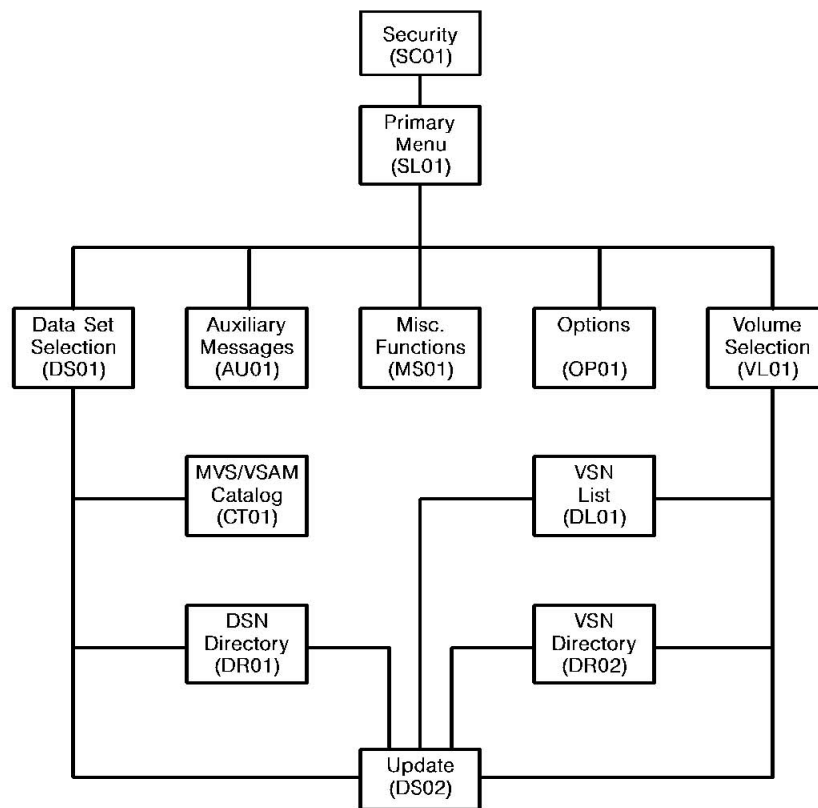 Security
(SC01)
Primary
Menu
(SL01)
Data Set
Selection
(DS01)
Auxiliary
Messages
(AU01)
Misc.
Functions
(MS01)
Options
(OP01)
Volume
Selection
(VL01)
MVS/VSAM
Catalog
(CT01)
VSN
List
(DL01)
DSN
Directory
(DR01)
VSN
Directory
(DR02)
Update
(DS02)